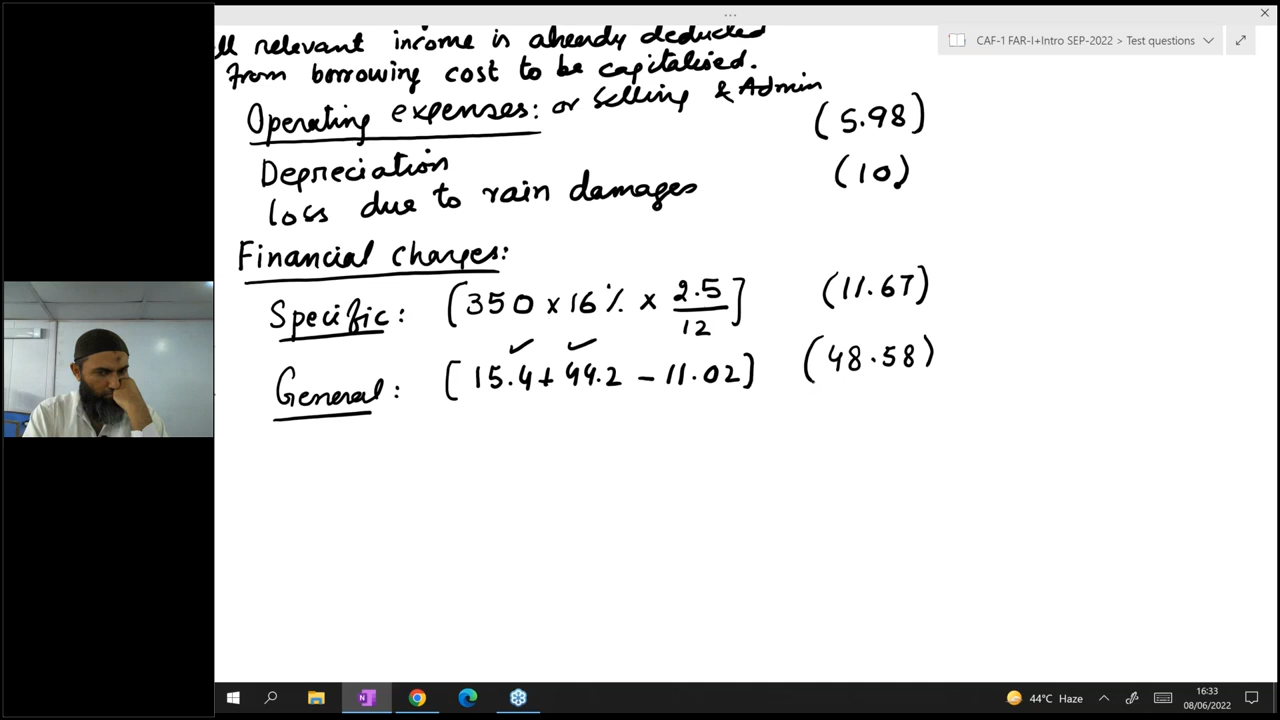 ll relevant income is already deducted
from borrowing cost to be capitalised.
Operating expenses: or Selling & Admin
Depreciation (5.98)
loss due to rain damages (10)
Financial charges:
Specific: [350 × 16% × 2.5/12] (11.67)
General: [15.4 + 44.2 - 11.02] (48.58)
CAF-1 FAR-I+Intro SEP-2022 > Test questions
44°C Haze
16:33
08/06/2022